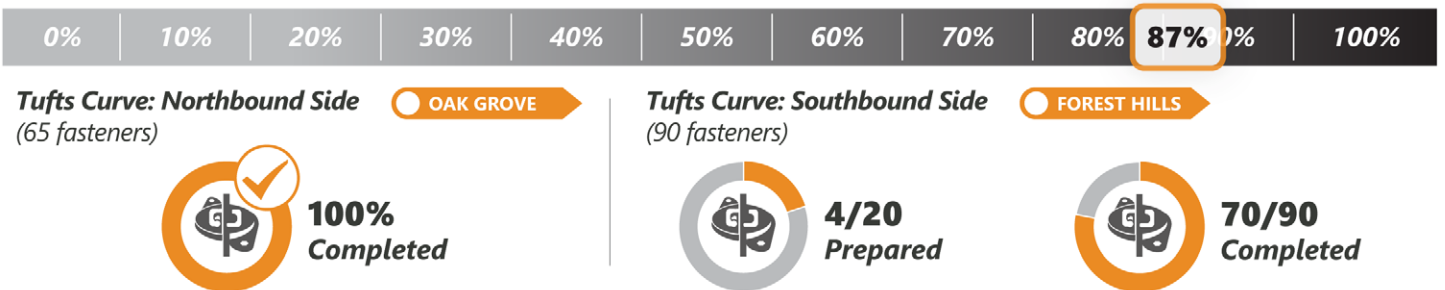 0% 10% 20% 30% 40% 50% 60% 70% 80% 87% 90% 100%
Tufts Curve: Northbound Side OAK GROVE
(65 fasteners)
100%
Completed
Tufts Curve: Southbound Side FOREST HILLS
(90 fasteners)
4/20
Prepared
70/90
Completed